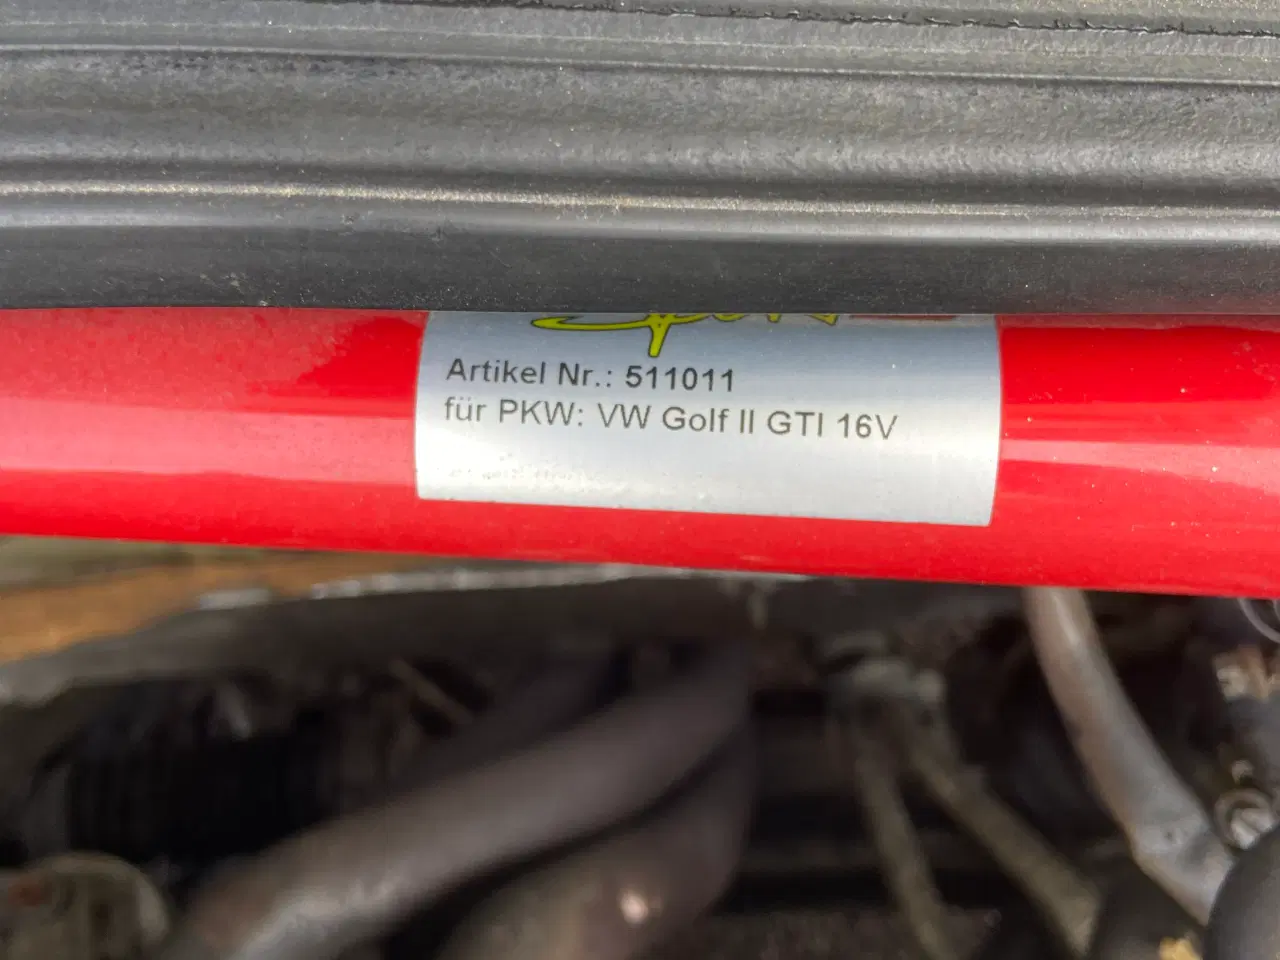 Artikel Nr.: 511011
für PKW: VW Golf II GTI 16V